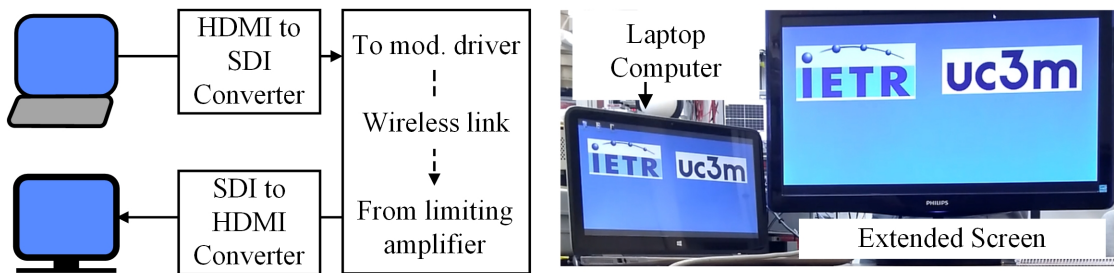 HDMI to
SDI
Converter
To mod. driver
Wireless link
From limiting
amplifier
SDI to
HDMI
Converter
Laptop
Computer
iETR
uc3m
iETR
uc3m
PHILIPS
Extended Screen